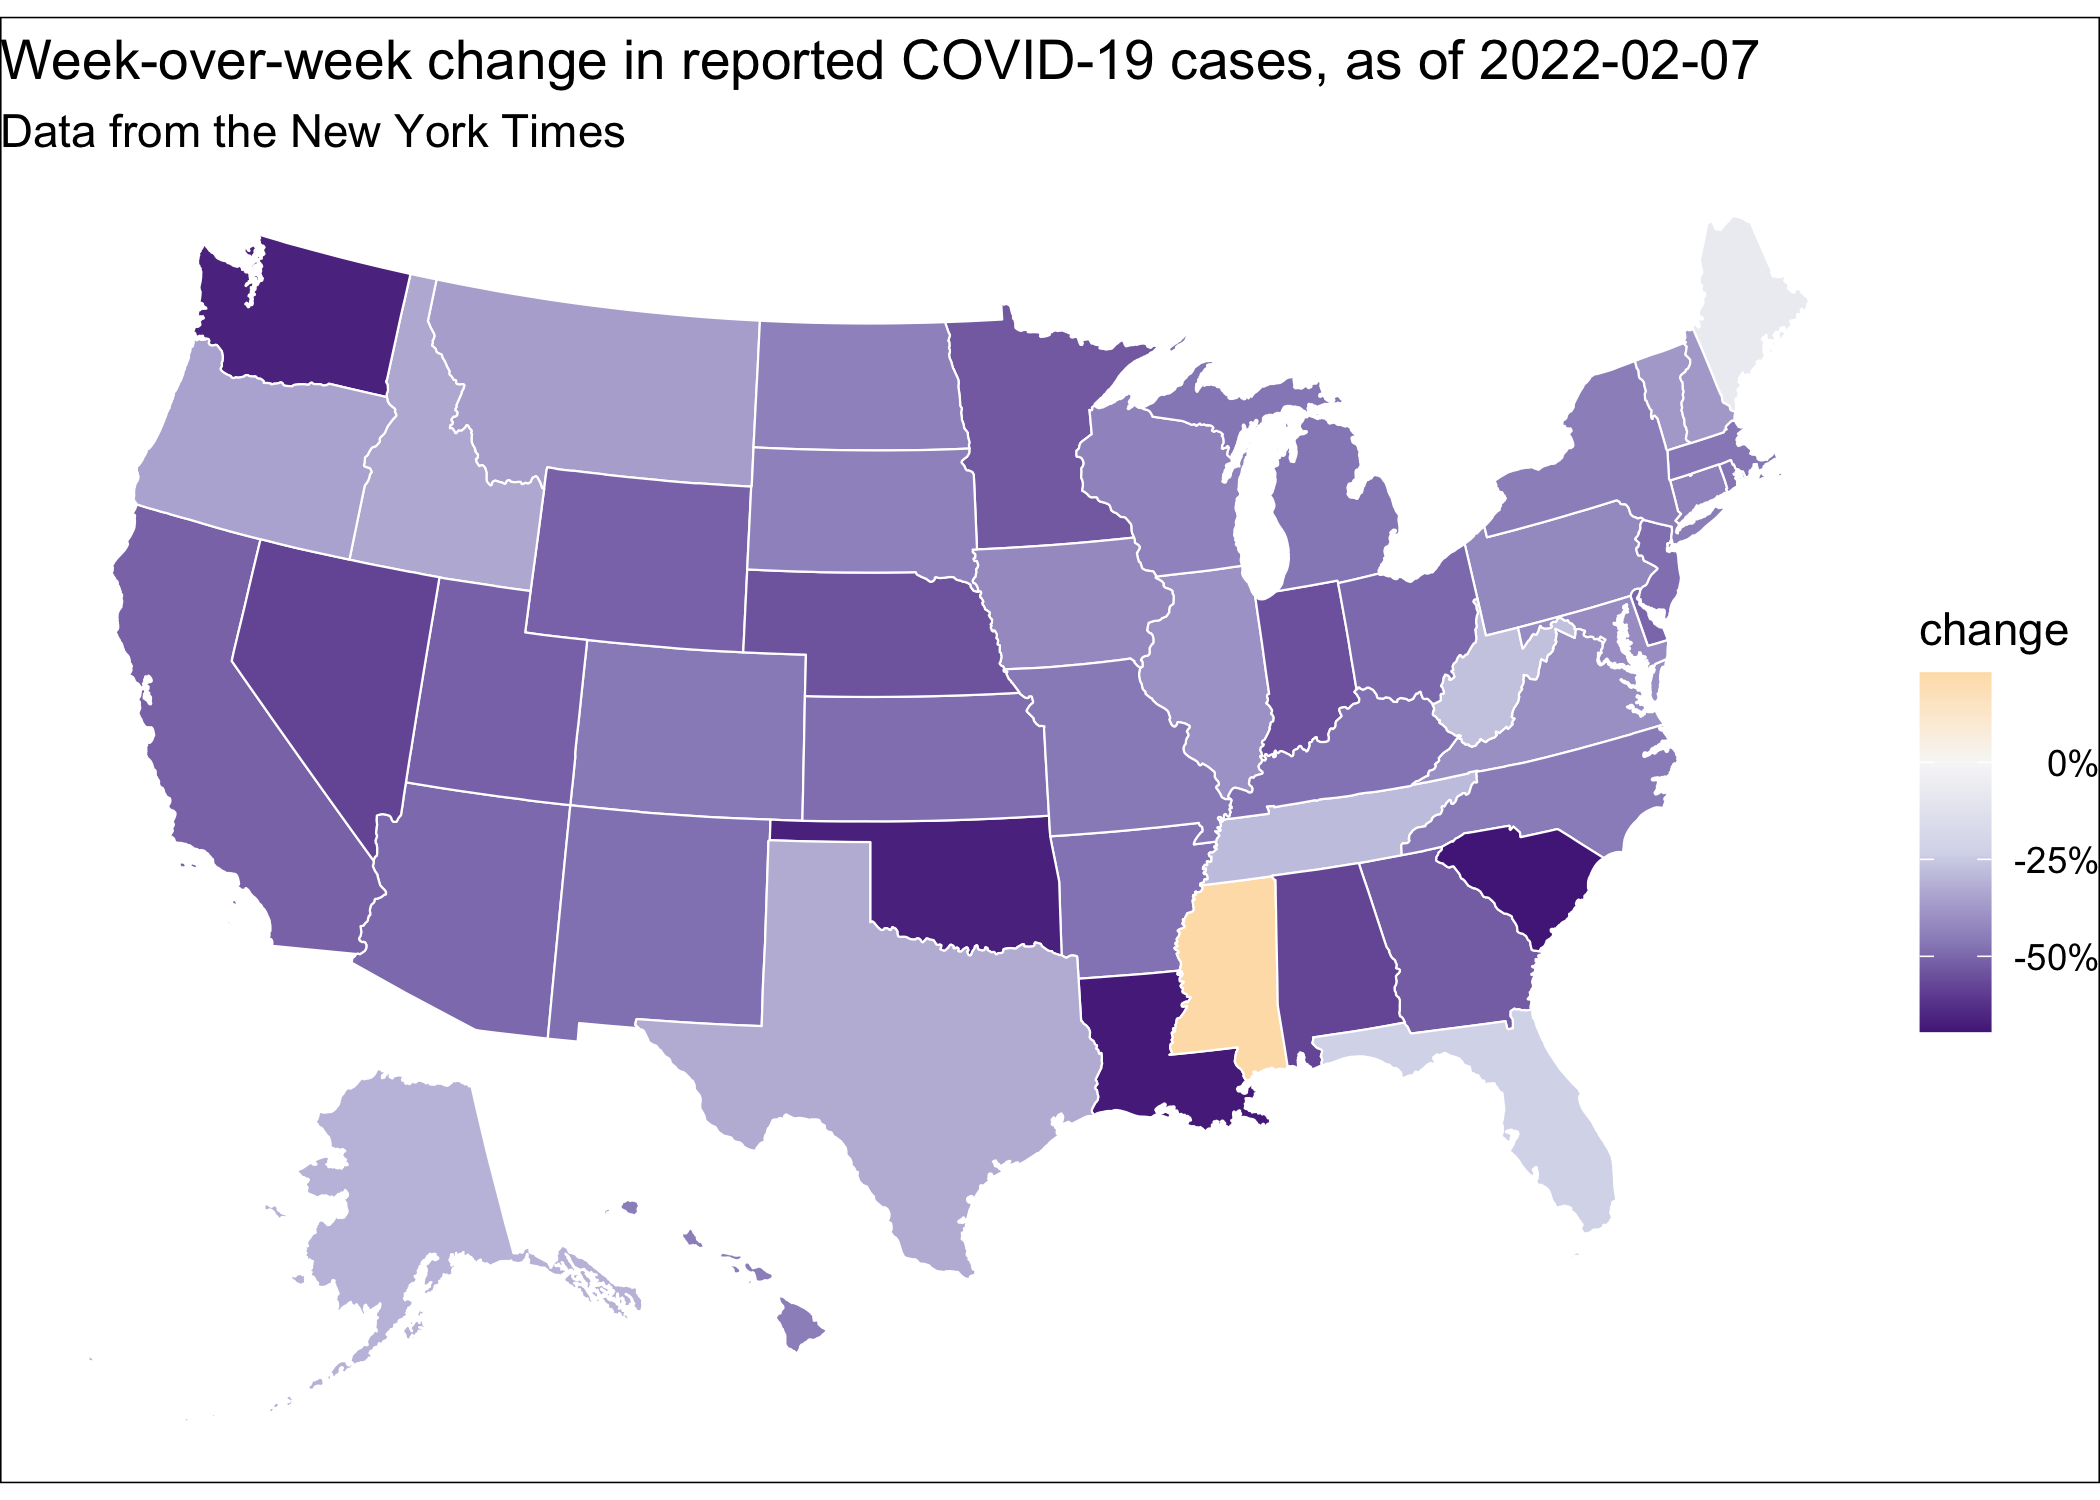 Week-over-week change in reported COVID-19 cases, as of 2022-02-07
Data from the New York Times
change
0%
-25%
-50%